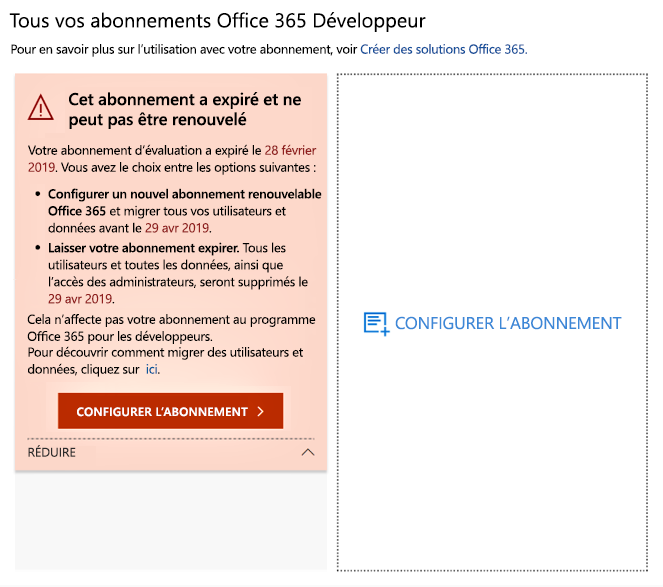 Tous vos abonnements Office 365 Développeur
Pour en savoir plus sur l’utilisation avec votre abonnement, voir Créer des solutions Office 365.
Cet abonnement a expiré et ne
peut pas être renouvelé
Votre abonnement d’évaluation a expiré le 28 février
2019. Vous avez le choix entre les options suivantes :
• Configurer un nouvel abonnement renouvelable
Office 365 et migrer tous vos utilisateurs et
données avant le 29 avr 2019.
• Laisser votre abonnement expirer. Tous les
utilisateurs et toutes les données, ainsi que
l’accès des administrateurs, seront supprimés le
29 avr 2019.
Cela n’affecte pas votre abonnement au programme
Office 365 pour les développeurs.
Pour découvrir comment migrer des utilisateurs et
données, cliquez sur ici.
CONFIGURER L’ABONNEMENT
RÉDUIRE
CONFIGURER L’ABONNEMENT